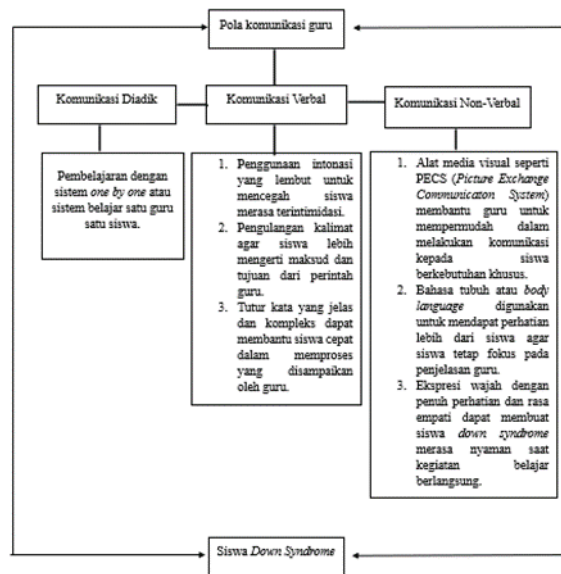 Pola komunikasi guru
Komunikasi Diadik
Komunikasi Verbal
Komunikasi Non-Verbal
Pembelajaran dengan
sistem one by one atau
sistem belajar satu guru
satu siswa.
1. Penggunaan intonasi
yang lembut untuk
mencegah siswa
merasa terintimidasi.
2. Pengulangan kalimat
agar siswa lebih
mengerti maksud dan
tujuan dari perintah
guru.
3. Tutur kata yang jelas
dan kompleks dapat
membantu siswa cepat
dalam memproses
yang disampaikan
oleh guru.
1. Alat media visual seperti
PECS (Picture Exchange
Communicaton System)
membantu guru untuk
mempermudah dalam
melakukan komunikasi
kepada siswa
berkebutuhan khusus.
2. Bahasa tubuh atau body
language digunakan
untuk mendapat perhatian
lebih dari siswa agar
siswa tetap fokus pada
penjelasan guru.
3. Ekspresi wajah dengan
penuh perhatian dan rasa
empati dapat membuat
siswa down syndrome
merasa nyaman saat
kegiatan belajar
berlangsung.
Siswa Down Syndrome